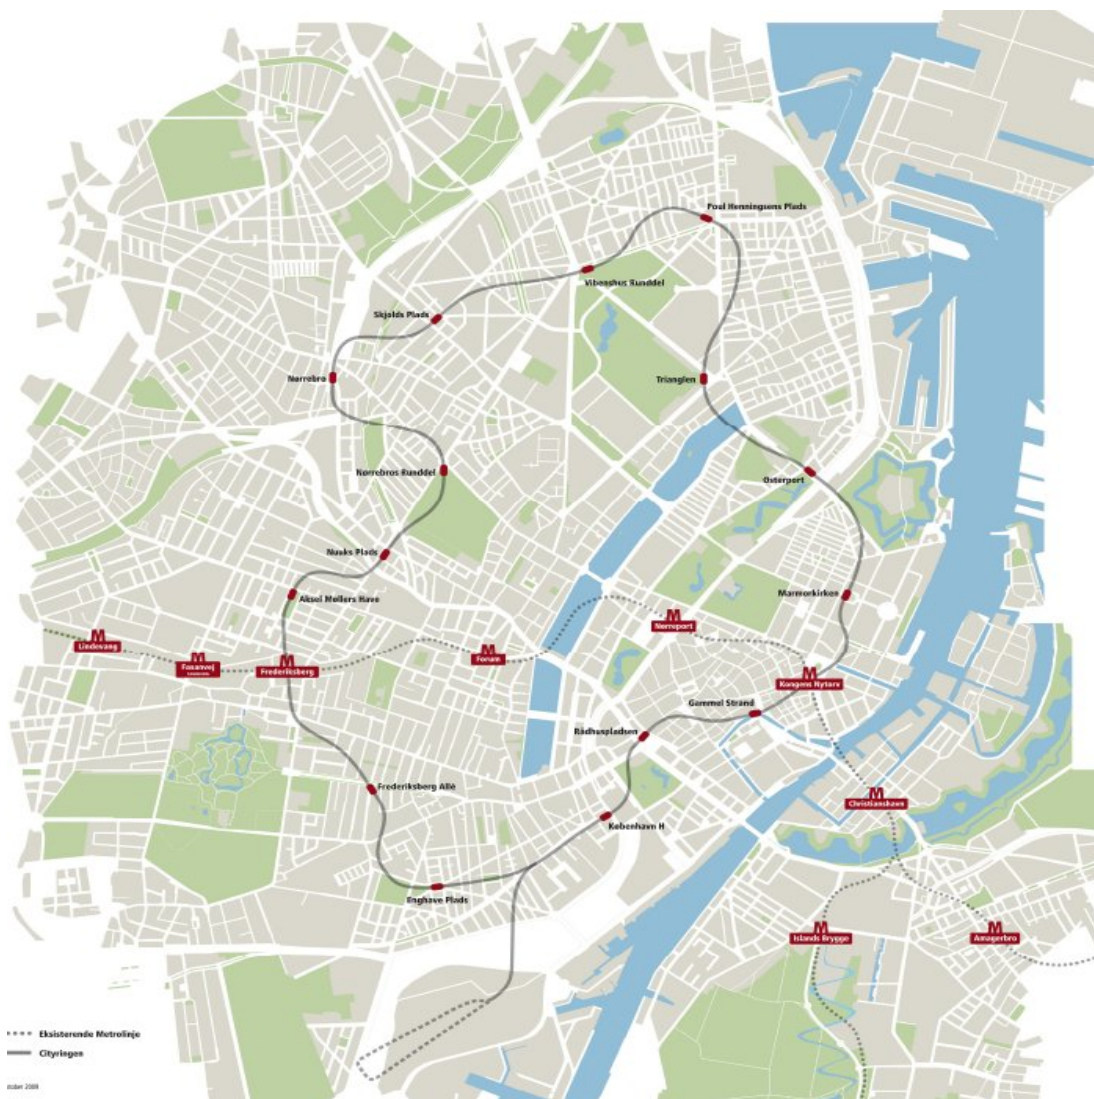 Poul Henningsens Plads
Vibenshus Runddel
Skjolds Plads
Nørrebro
Trianglen
Nørrebros Runddel
Østerport
Nuuks Plads
Aksel Møllers Have
Marmorkirken
M
Nørreport
M
Lindevang
M
Forum
M
Fasanvej
M
Frederiksberg
M
Kongens Nytorv
Gammel Strand
Rådhuspladsen
Frederiksberg Allé
M
Christianshavn
København H
Enghave Plads
M
Islands Brygge
M
Amagerbro
Eksisterende Metrolinje
Cityringen
ktober 2009